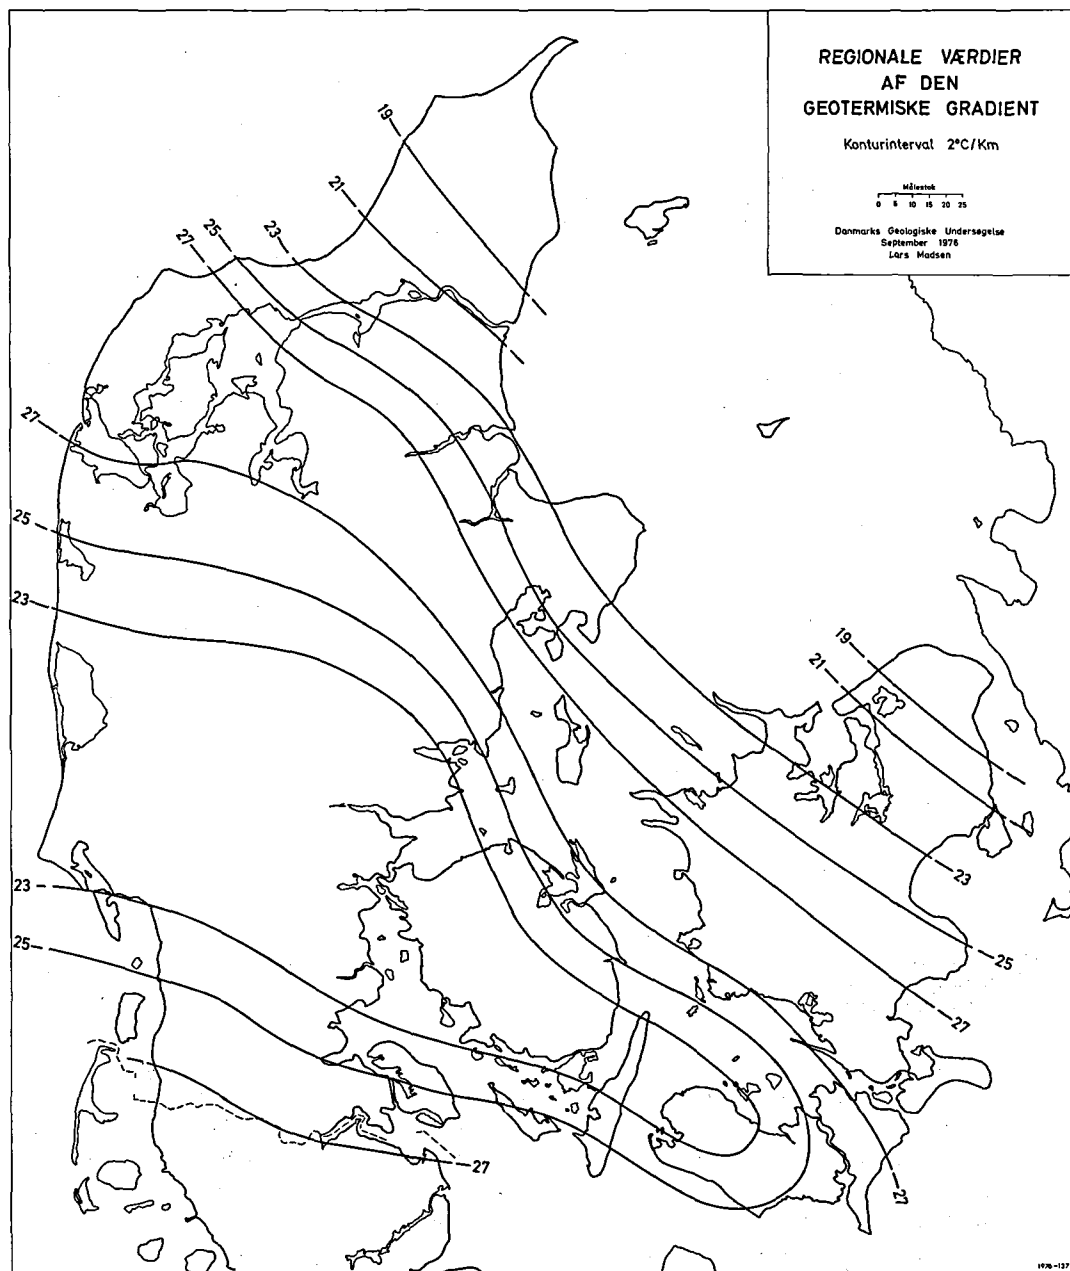 REGIONALE VÆRDIER
AF DEN
GEOTERMISKE GRADIENT
Konturinterval 2°C/Km
Målestok
0 5 10 15 20 25
Danmarks Geologiske Undersøgelse
September 1976
Lars Madsen
19
21
23
25
27
27
25
23
19
21
23
25
27
23
25
27
27
1976-137